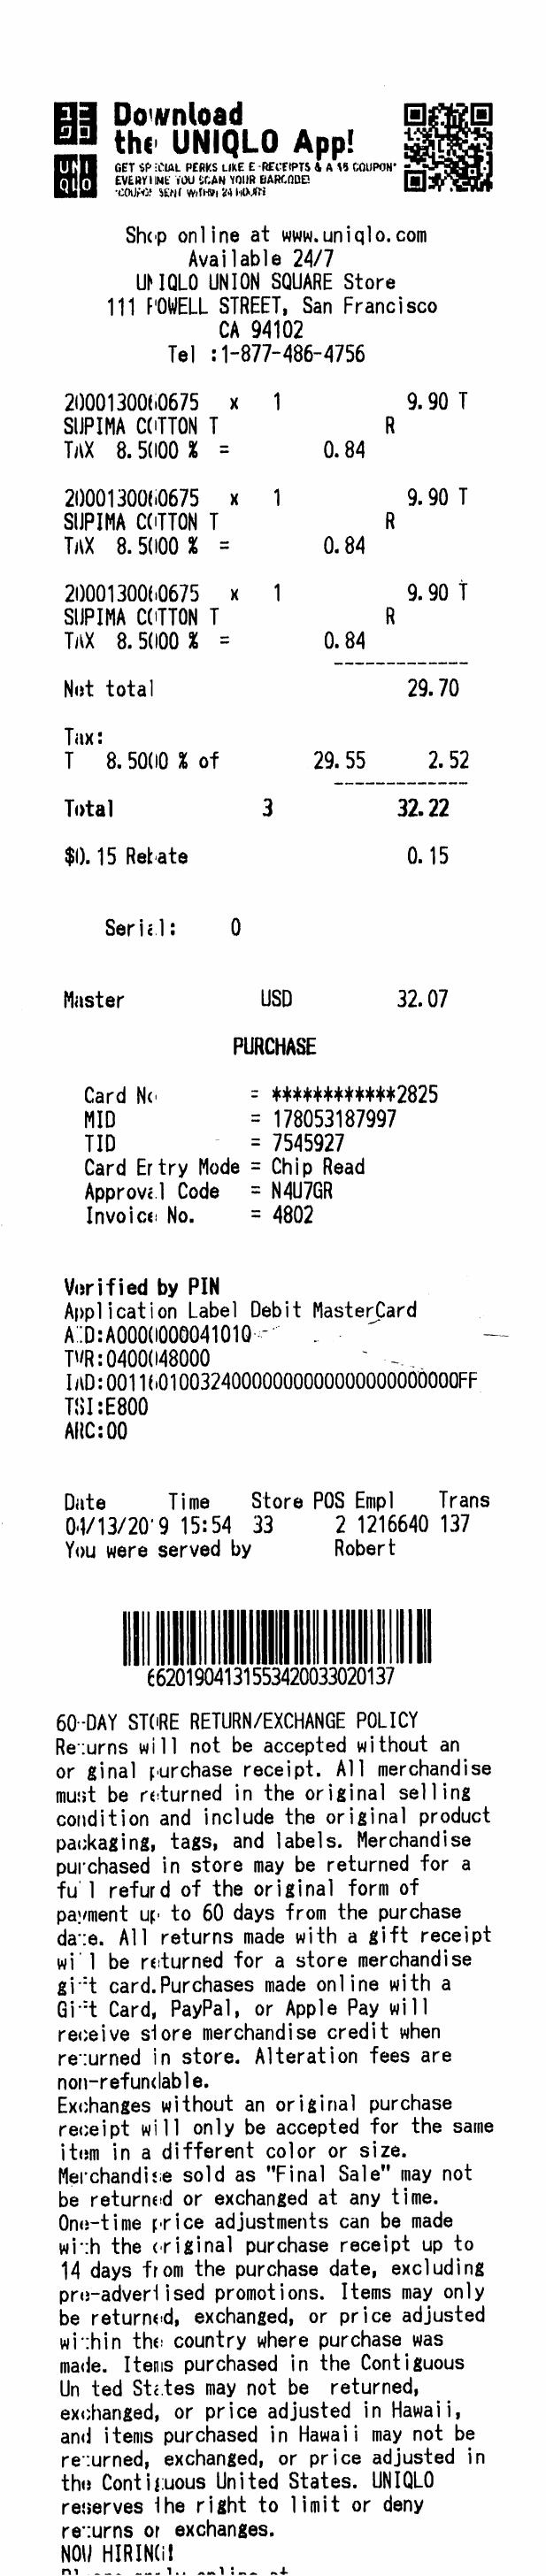 Download
the UNIQLO App!
UNI
QLO
GET SPECIAL PERKS LIKE E-RECEIPTS & A $5 COUPON*
EVERYTIME YOU SCAN YOUR BARCODE!
*COUPON SENT WITHIN 24 HOURS
Shop online at www.uniqlo.com
Available 24/7
UNIQLO UNION SQUARE Store
111 POWELL STREET, San Francisco
CA 94102
Tel :1-877-486-4756
2000130060675 x 1 9.90 T
SUPIMA COTTON T R
TAX 8.5000 % = 0.84
2000130060675 x 1 9.90 T
SUPIMA COTTON T R
TAX 8.5000 % = 0.84
2000130060675 x 1 9.90 T
SUPIMA COTTON T R
TAX 8.5000 % = 0.84
Net total 29.70
Tax:
T 8.5000 % of 29.55 2.52
Total 3 32.22
$0.15 Rebate 0.15
Serial: 0
Master USD 32.07
PURCHASE
Card No = ************2825
MID = 178053187997
TID = 7545927
Card Entry Mode = Chip Read
Approval Code = N4U7GR
Invoice No. = 4802
Verified by PIN
Application Label Debit MasterCard
AID:A0000000041010
TVR:0400048000
IAD:0011601003240000000000000000000000FF
TSI:E800
ARC:00
Date Time Store POS Empl Trans
04/13/2019 15:54 33 2 1216640 137
You were served by Robert
66201904131553420033020137
60-DAY STORE RETURN/EXCHANGE POLICY
Returns will not be accepted without an
original purchase receipt. All merchandise
must be returned in the original selling
condition and include the original product
packaging, tags, and labels. Merchandise
purchased in store may be returned for a
full refund of the original form of
payment up to 60 days from the purchase
date. All returns made with a gift receipt
will be returned for a store merchandise
gift card.Purchases made online with a
Gift Card, PayPal, or Apple Pay will
receive store merchandise credit when
returned in store. Alteration fees are
non-refundable.
Exchanges without an original purchase
receipt will only be accepted for the same
item in a different color or size.
Merchandise sold as "Final Sale" may not
be returned or exchanged at any time.
One-time price adjustments can be made
with the original purchase receipt up to
14 days from the purchase date, excluding
pre-advertised promotions. Items may only
be returned, exchanged, or price adjusted
within the country where purchase was
made. Items purchased in the Contiguous
United States may not be returned,
exchanged, or price adjusted in Hawaii,
and items purchased in Hawaii may not be
returned, exchanged, or price adjusted in
the Contiguous United States. UNIQLO
reserves the right to limit or deny
returns or exchanges.
NOW HIRING!